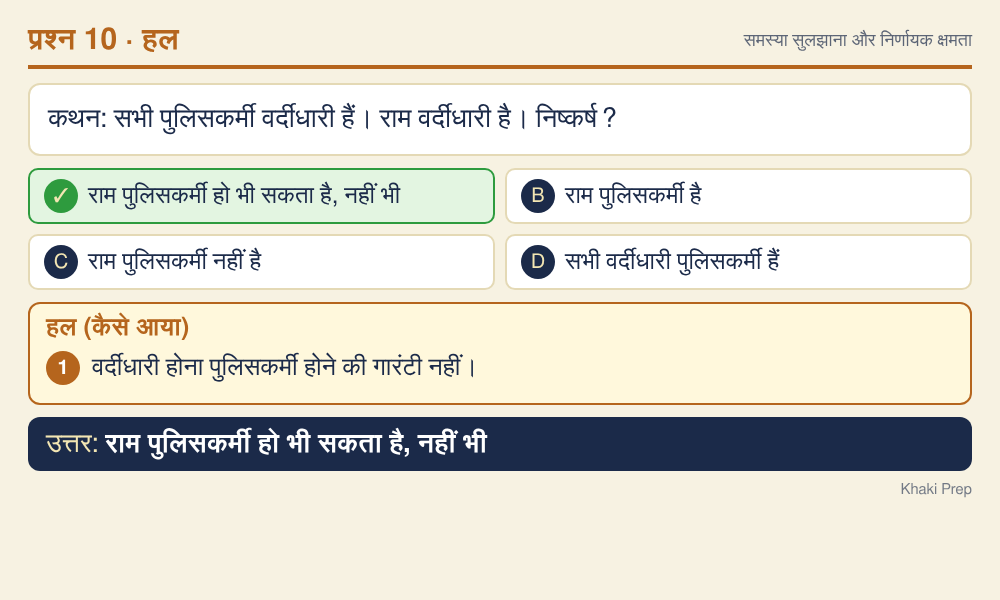 प्रश्न 10 · हल
समस्या सुलझाना और निर्णायक क्षमता
कथन: सभी पुलिसकर्मी वर्दीधारी हैं। राम वर्दीधारी है। निष्कर्ष?
✓ राम पुलिसकर्मी हो भी सकता है, नहीं भी
B राम पुलिसकर्मी है
C राम पुलिसकर्मी नहीं है
D सभी वर्दीधारी पुलिसकर्मी हैं
हल (कैसे आया)
1 वर्दीधारी होना पुलिसकर्मी होने की गारंटी नहीं।
उत्तर: राम पुलिसकर्मी हो भी सकता है, नहीं भी
Khaki Prep